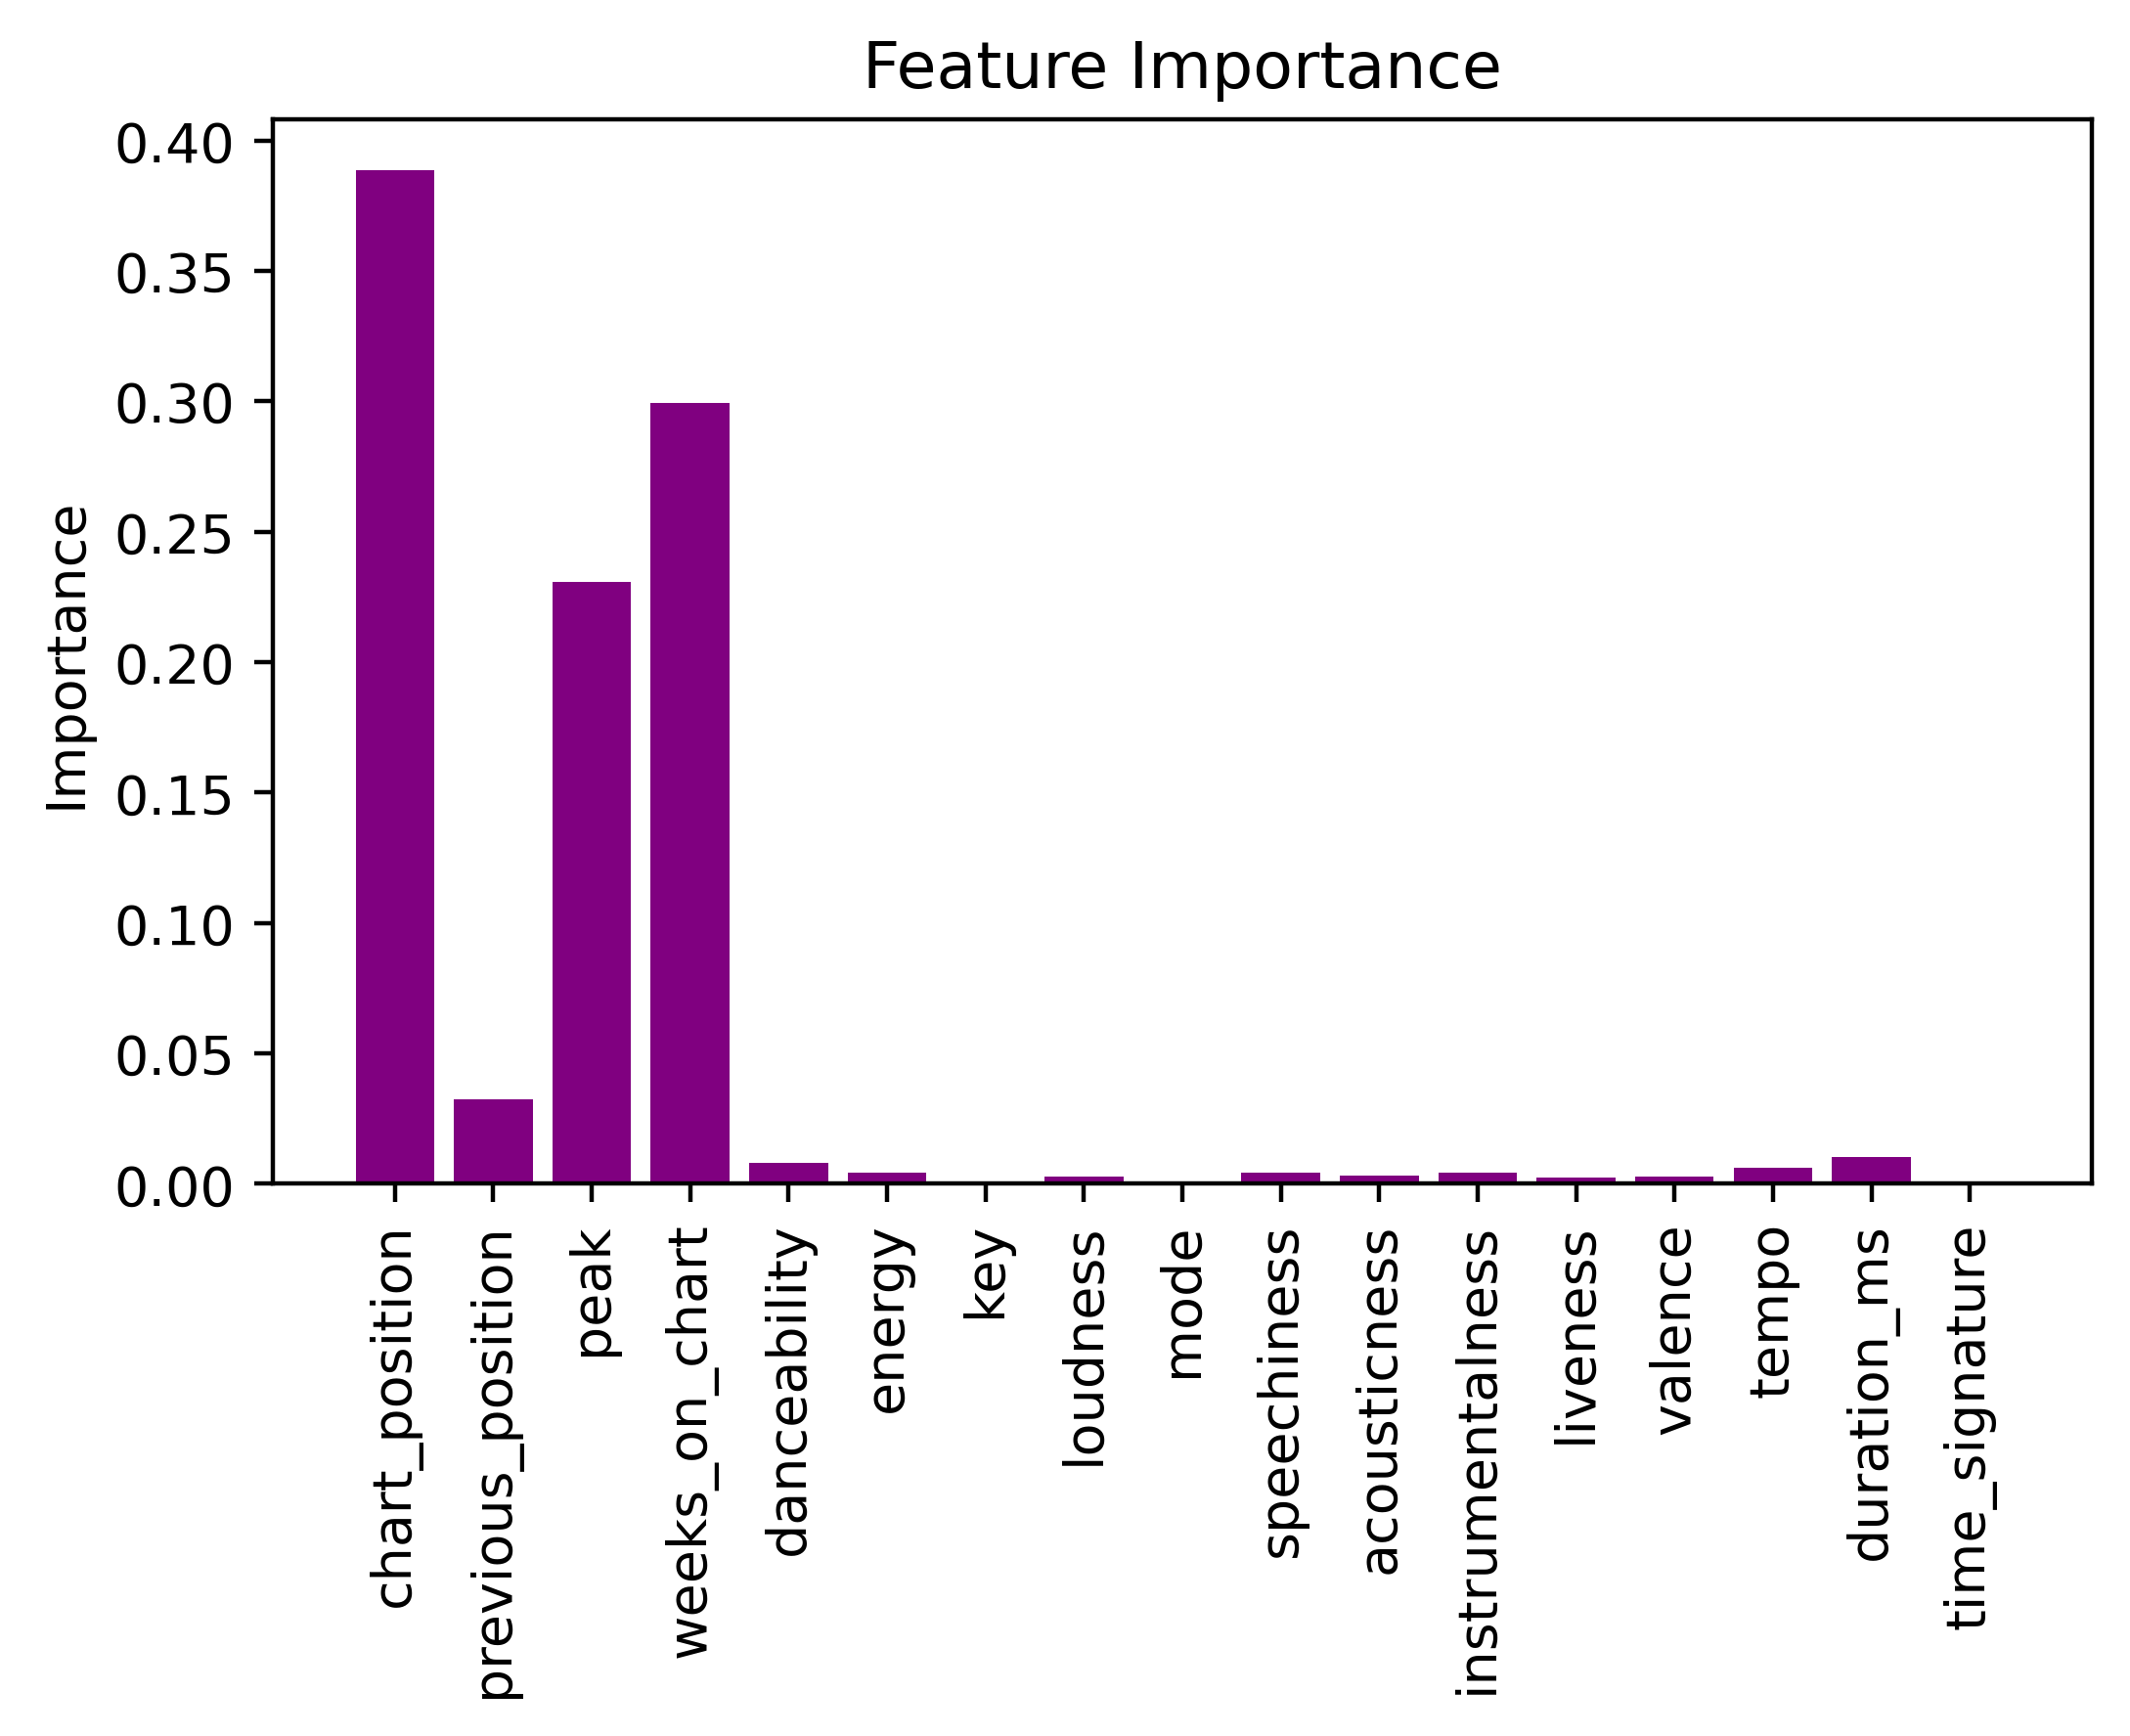 Feature Importance
Importance
0.40
0.35
0.30
0.25
0.20
0.15
0.10
0.05
0.00
chart_position
previous_position
peak
weeks_on_chart
danceability
energy
key
loudness
mode
speechiness
acousticness
instrumentalness
liveness
valence
tempo
duration_ms
time_signature